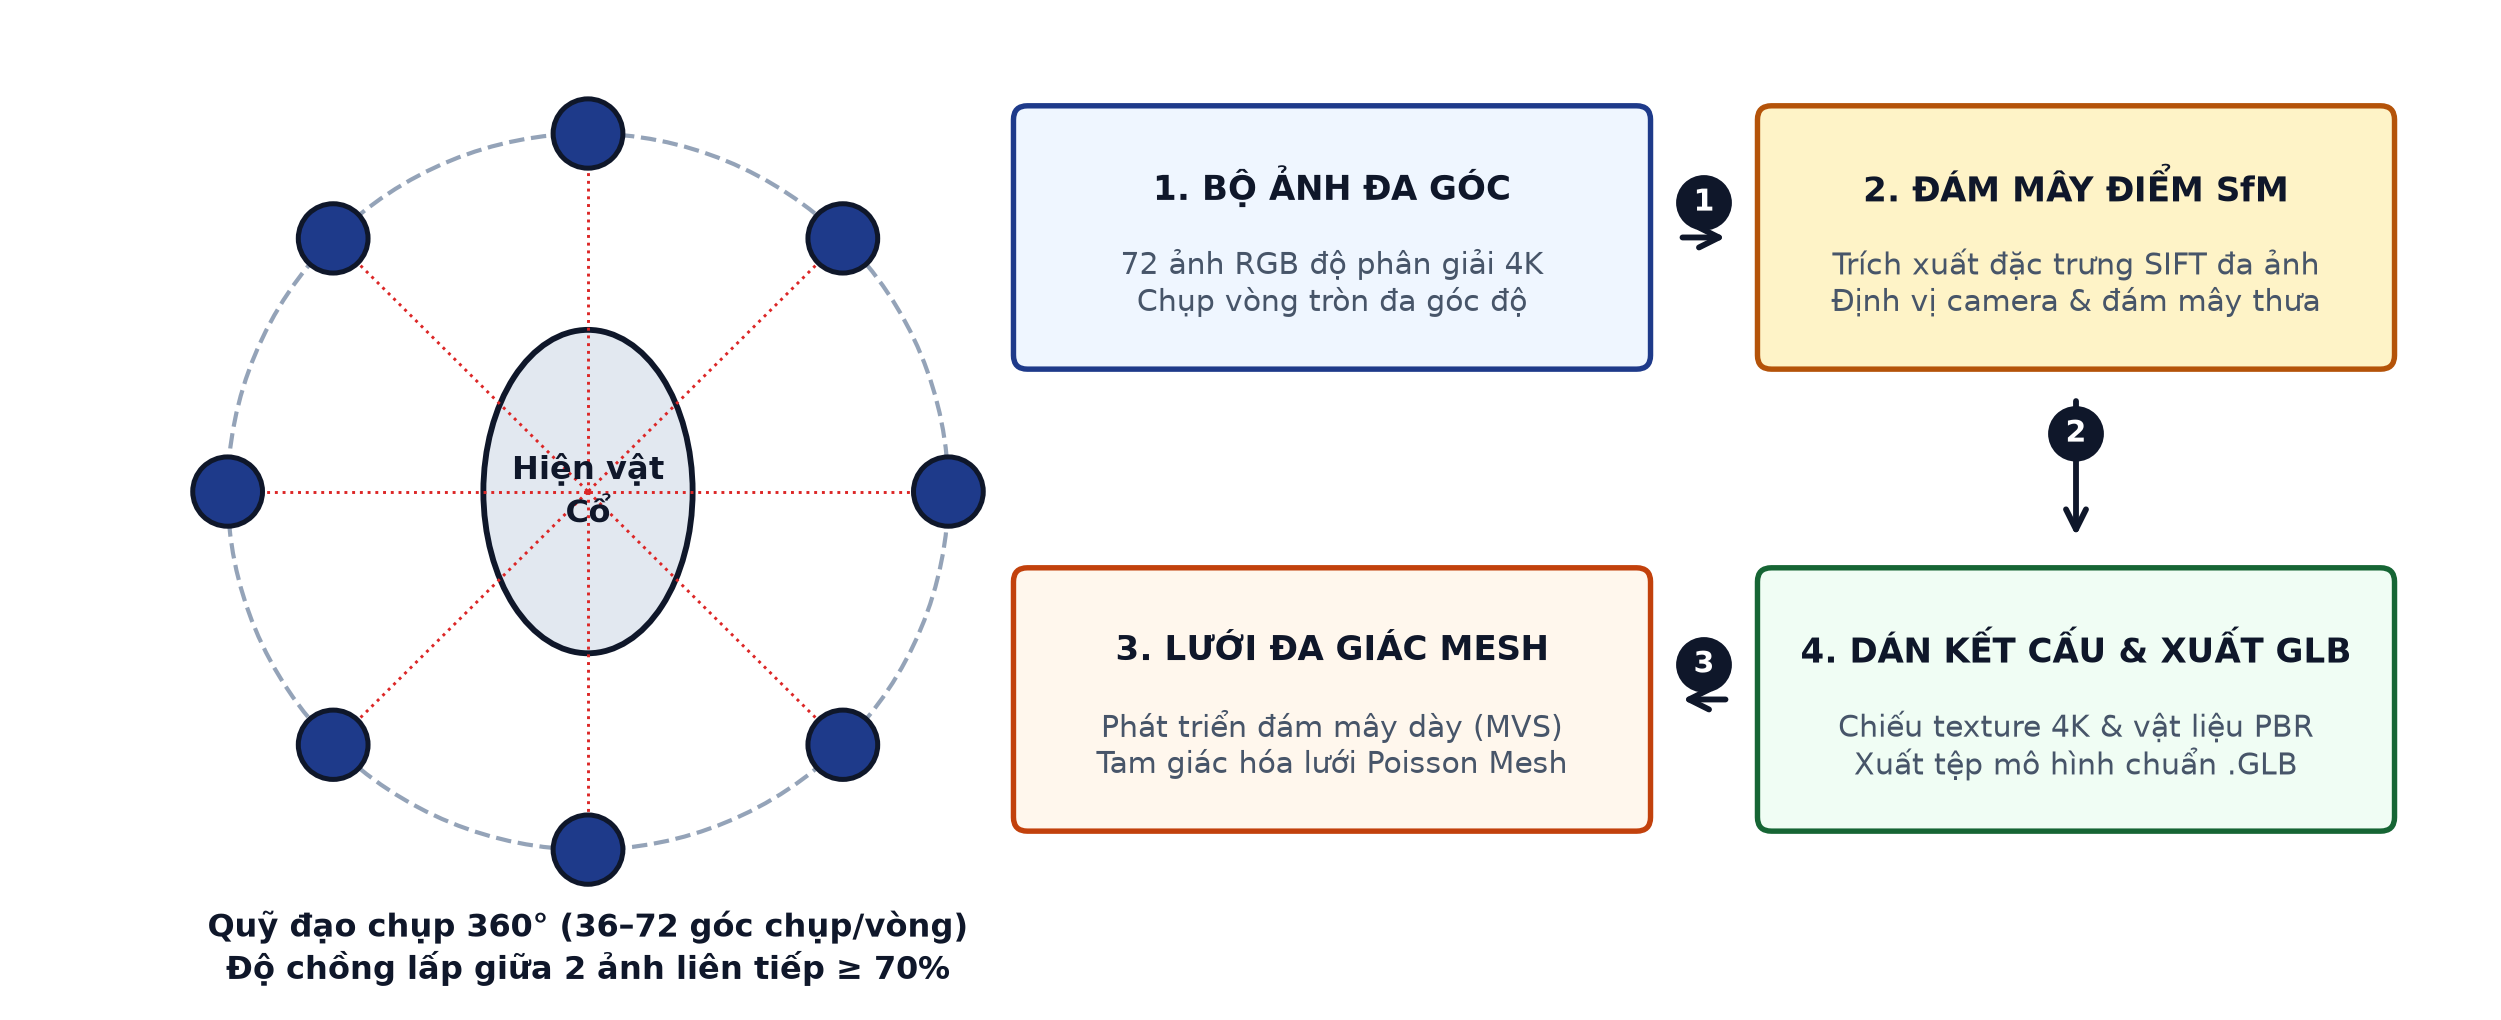 Hiện vật
Cổ
Quỹ đạo chụp 360° (36–72 góc chụp/vòng)
Độ chồng lấp giữa 2 ảnh liên tiếp ≥ 70%
1. BỘ ẢNH ĐA GÓC
72 ảnh RGB độ phân giải 4K
Chụp vòng tròn đa góc độ
1
2. ĐÁM MÂY ĐIỂM SfM
Trích xuất đặc trưng SIFT đa ảnh
Định vị camera & đám mây thưa
2
3. LƯỚI ĐA GIÁC MESH
Phát triển đám mây dày (MVS)
Tam giác hóa lưới Poisson Mesh
3
4. DÁN KẾT CẤU & XUẤT GLB
Chiếu texture 4K & vật liệu PBR
Xuất tệp mô hình chuẩn .GLB